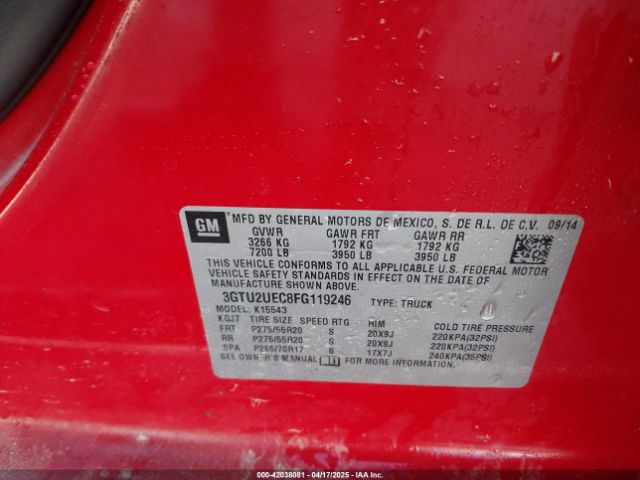 GM MFD BY GENERAL MOTORS DE MEXICO, S. DE R.L. DE C.V. 09/14
GVWR GAWR FRT GAWR RR
3266 KG 1792 KG 1792 KG
7200 LB 3950 LB 3950 LB
THIS VEHICLE CONFORMS TO ALL APPLICABLE U.S. FEDERAL MOTOR
VEHICLE SAFETY STANDARDS IN EFFECT ON THE DATE OF
MANUFACTURE SHOWN ABOVE.
3GTU2UEC8FG119246 TYPE: TRUCK
MODEL: K15543
KGJ7 TIRE SIZE SPEED RTG RIM COLD TIRE PRESSURE
FRT P275/55R20 S 20X9J 220KPA(32PSI)
RR P275/55R20 S 20X9J 220KPA(32PSI)
SPA P265/70R17 S 17X7J 240KPA(35PSI)
SEE OWNER'S MANUAL FOR MORE INFORMATION.
000-42038081 - 04/17/2025 - IAAI.COM